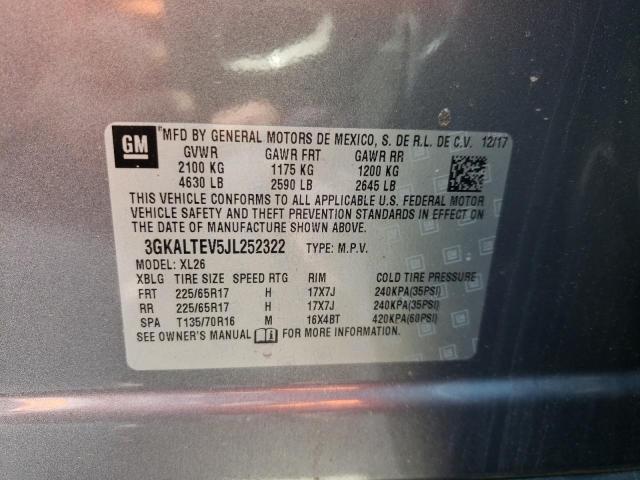 GM MFD BY GENERAL MOTORS DE MEXICO, S. DE R.L. DE C.V. 12/17
GVWR GAWR FRT GAWR RR
2100 KG 1175 KG 1200 KG
4630 LB 2590 LB 2645 LB
THIS VEHICLE CONFORMS TO ALL APPLICABLE U.S. FEDERAL MOTOR
VEHICLE SAFETY AND THEFT PREVENTION STANDARDS IN EFFECT ON
THE DATE OF MANUFACTURE SHOWN ABOVE.
3GKALTEV5JL252322 TYPE: M.P.V.
MODEL: XL26
XBLG TIRE SIZE SPEED RTG RIM COLD TIRE PRESSURE
FRT 225/65R17 H 17X7J 240KPA(35PSI)
RR 225/65R17 H 17X7J 240KPA(35PSI)
SPA T135/70R16 M 16X4BT 420KPA(60PSI)
SEE OWNER'S MANUAL FOR MORE INFORMATION.